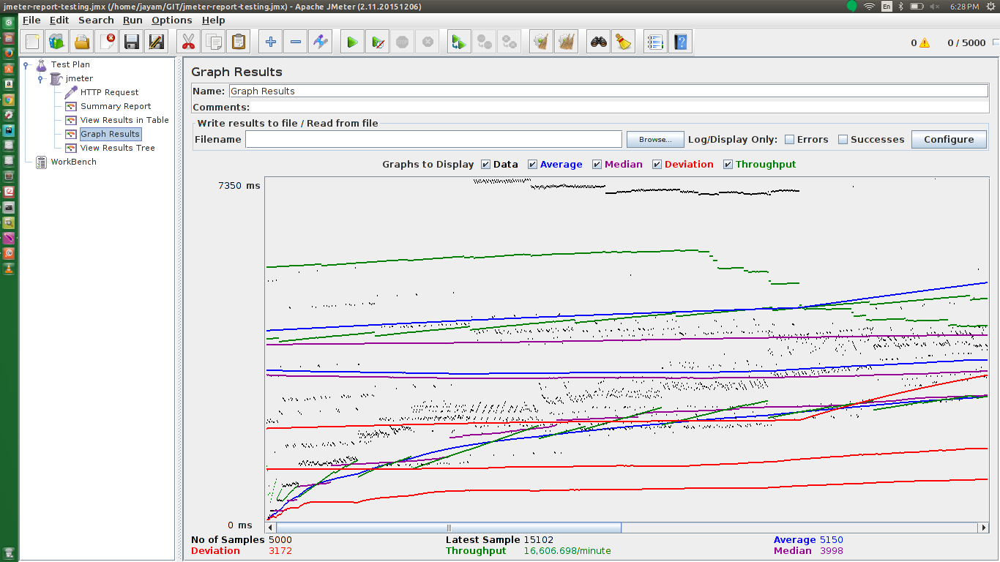 jmeter-report-testing.jmx (/home/jayam/GIT/jmeter-report-testing.jmx) - Apache JMeter (2.11.20151206) En 6:28 PM
File Edit Search Run Options Help
0 0 / 5000
Test Plan
jmeter
HTTP Request
Summary Report
View Results in Table
Graph Results
View Results Tree
WorkBench
Graph Results
Name: Graph Results
Comments:
Write results to file / Read from file
Filename Browse... Log/Display Only: Errors Successes Configure
Graphs to Display Data Average Median Deviation Throughput
7350 ms
0 ms
No of Samples 5000 Latest Sample 15102 Average 5150
Deviation 3172 Throughput 16,606.698/minute Median 3998